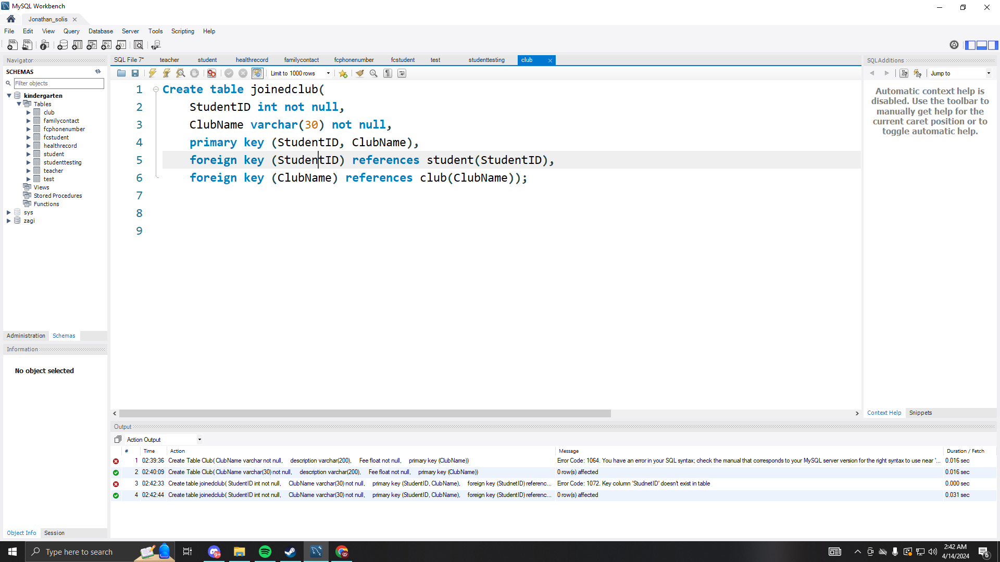 MySQL Workbench
Jonathan_solis
File Edit View Query Database Server Tools Scripting Help
Navigator
SCHEMAS
Filter objects
kindergarten
Tables
club
familycontact
fcphonenumber
fcstudent
healthrecord
student
studenttesting
teacher
test
Views
Stored Procedures
Functions
sys
zagi
Administration Schemas
Information
No object selected
Object Info Session
SQL File 7* teacher student healthrecord familycontact fcphonenumber fcstudent test studenttesting club
Limit to 1000 rows
1 Create table joinedclub(
2 StudentID int not null,
3 ClubName varchar(30) not null,
4 primary key (StudentID, ClubName),
5 foreign key (StudentID) references student(StudentID),
6 foreign key (ClubName) references club(ClubName));
7
8
9
SQLAdditions
Jump to
Automatic context help is
disabled. Use the toolbar to
manually get help for the
current caret position or to
toggle automatic help.
Context Help Snippets
Output
Action Output
# Time Action Message Duration / Fetch
1 02:39:36 Create Table Club( ClubName varchar not null, description varchar(200), Fee float not null, primary key (ClubName)) Error Code: 1064. You have an error in your SQL syntax; check the manual that corresponds to your MySQL server version for the right syntax to use near '... 0.016 sec
2 02:40:09 Create Table Club( ClubName varchar(30) not null, description varchar(200), Fee float not null, primary key (ClubName)) 0 row(s) affected 0.016 sec
3 02:42:33 Create table joinedclub( StudentID int not null, ClubName varchar(30) not null, primary key (StudentID, ClubName), foreign key (StudnetID) referenc... Error Code: 1072. Key column 'StudnetID' doesn't exist in table 0.000 sec
4 02:42:44 Create table joinedclub( StudentID int not null, ClubName varchar(30) not null, primary key (StudentID, ClubName), foreign key (StudentID) referenc... 0 row(s) affected 0.031 sec
Type here to search
9+
2:42 AM
4/14/2024
6